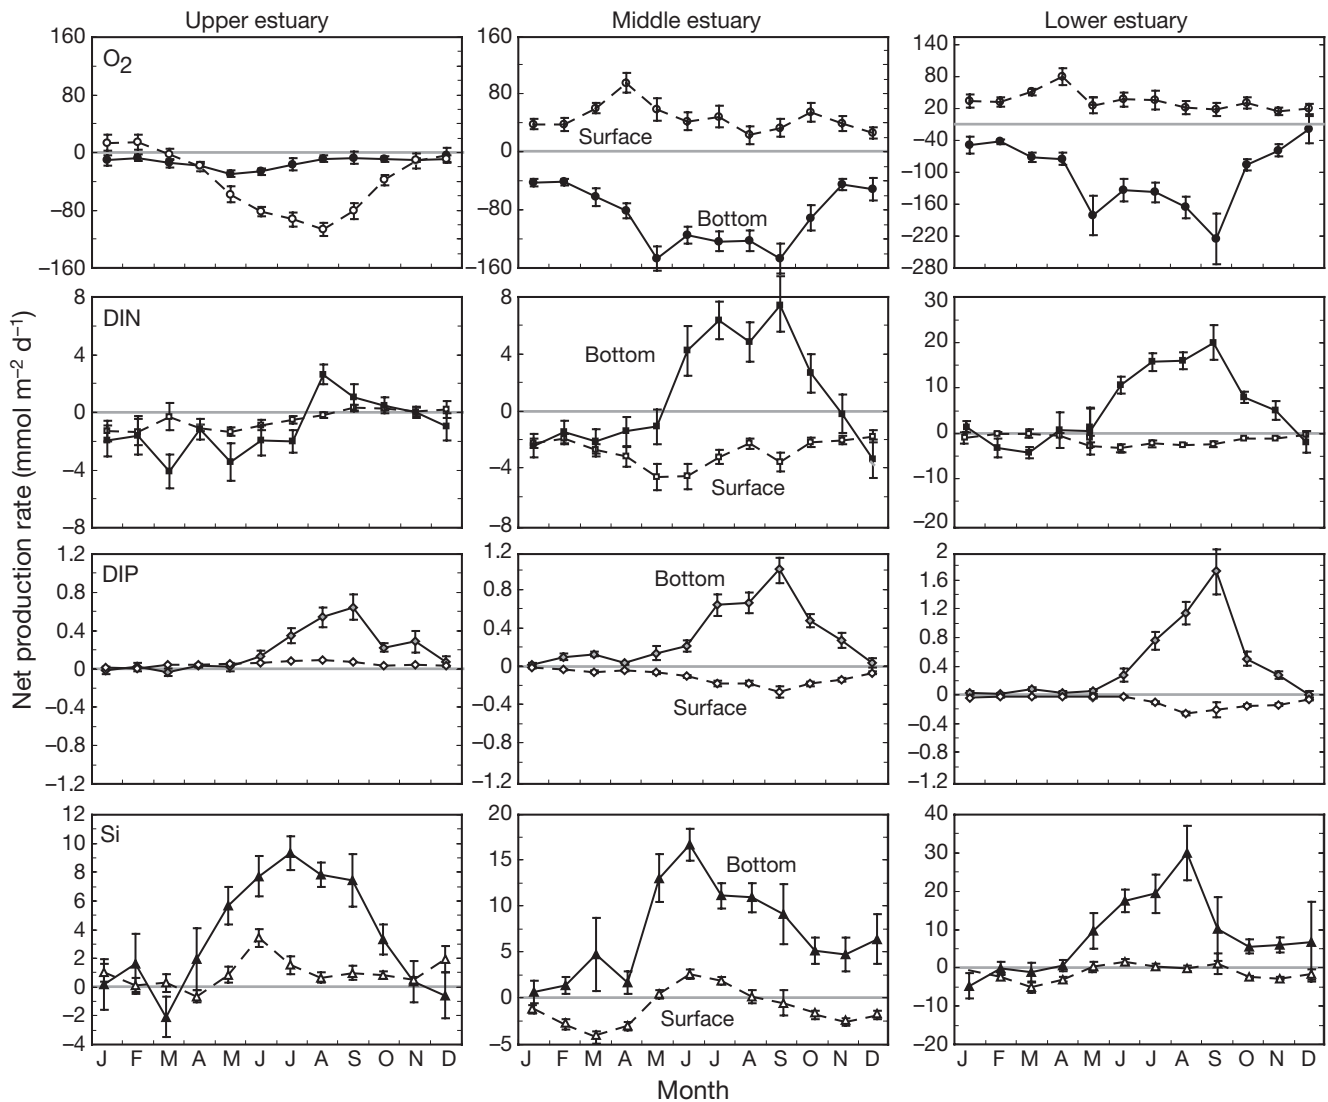 Upper estuary Middle estuary Lower estuary
160 160 140
O2
80 80 80
20
Surface
0 0 -40
-100
Bottom
–80 –80 –160
–220
–160 –160 –280
8 8 30
DIN
20
4 Bottom 4
10
0 0 0
–4 –4 –10
Surface
–8 –8 –20
1.2 1.2 2
DIP
Bottom
0.8 0.8 1.6
1.2
0.4 0.4 0.8
0.4
0 0 0
–0.4 Surface –0.4 –0.4
–0.8 –0.8 –0.8
–1.2 –1.2 –1.2
12 20 40
Si
10 15 30
8 Bottom
6 10 20
4 5 10
2
0 0 0
Surface
–2 –10
–4 –5 –20
J F M A M J J A S O N D J F M A M J J A S O N D J F M A M J J A S O N D
Month
Net production rate (mmol m–2 d–1)